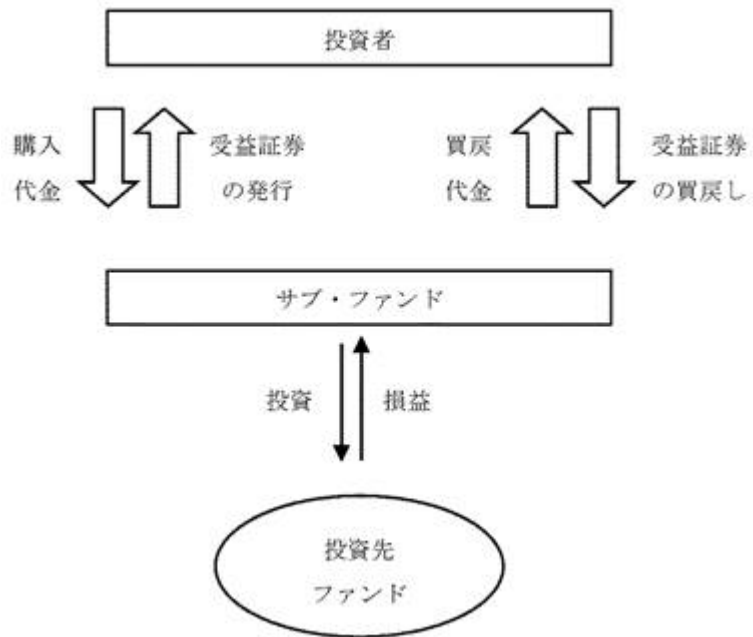 投資者
購入
代金
受益証券
の発行
買戻
代金
受益証券
の買戻し
サブ・ファンド
投資
損益
投資先
ファンド